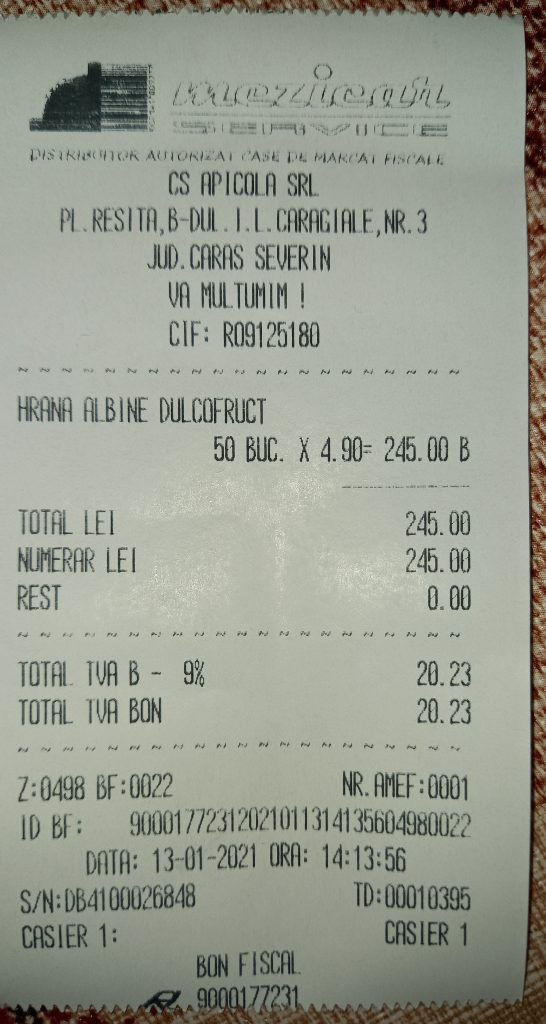 SERVICE
DISTRIBUITOR AUTORIZAT CASE DE MARCAT FISCALE
CS APICOLA SRL
PL.RESITA,B-DUL.I.L.CARAGIALE,NR.3
JUD.CARAS SEVERIN
VA MULTUMIM !
CIF: RO9125180
~ ~ ~ ~ ~ ~ ~ ~ ~ ~ ~ ~ ~ ~ ~ ~ ~ ~ ~ ~ ~
HRANA ALBINE DULCOFRUCT
50 BUC. X 4.90= 245.00 B
TOTAL LEI 245.00
NUMERAR LEI 245.00
REST 0.00
~ ~ ~ ~ ~ ~ ~ ~ ~ ~ ~ ~ ~ ~ ~ ~ ~ ~ ~ ~ ~
TOTAL TVA B - 9% 20.23
TOTAL TVA BON 20.23
~ ~ ~ ~ ~ ~ ~ ~ ~ ~ ~ ~ ~ ~ ~ ~ ~ ~ ~ ~ ~
Z:0498 BF:0022 NR.AMEF:0001
ID BF: 90001772312021011314135604980022
DATA: 13-01-2021 ORA: 14:13:56
S/N:DB4100026848 TD:00010395
CASIER 1: CASIER 1
BON FISCAL
9000177231